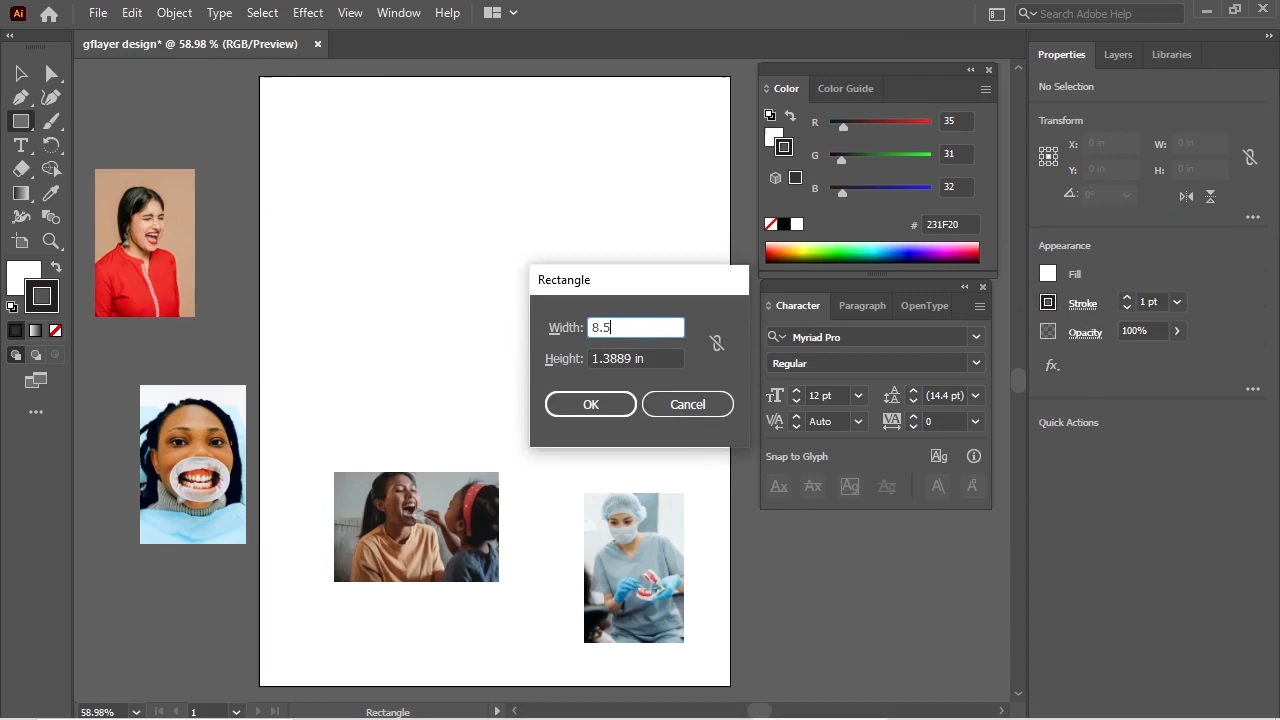 Ai
File Edit Object Type Select Effect View Window Help
Search Adobe Help
gflayer design* @ 58.98 % (RGB/Preview)
Properties Layers Libraries
No Selection
Transform
X: 0 in W: 0 in
Y: 0 in H: 0 in
0°
Appearance
Fill
Stroke 1 pt
Opacity 100%
fx.
Quick Actions
Color Color Guide
R 35
G 31
B 32
# 231F20
Character Paragraph OpenType
Myriad Pro
Regular
12 pt (14.4 pt)
Auto 0
Snap to Glyph
Rectangle
Width: 8.5
Height: 1.3889 in
OK Cancel
58.98% 1 Rectangle